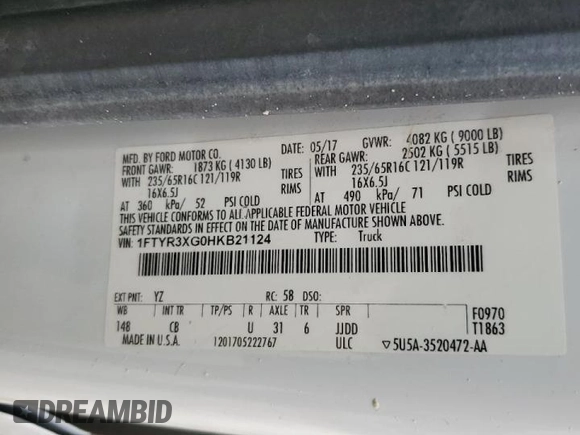 MFD. BY FORD MOTOR CO.
DATE: 05/17 GVWR: 4082 KG ( 9000 LB)
FRONT GAWR: 1873 KG ( 4130 LB) REAR GAWR: 2502 KG ( 5515 LB)
WITH 235/65R16C 121/119R TIRES WITH 235/65R16C 121/119R TIRES
16X6.5J RIMS 16X6.5J RIMS
AT 360 kPa/ 52 PSI COLD AT 490 kPa/ 71 PSI COLD
THIS VEHICLE CONFORMS TO ALL APPLICABLE FEDERAL MOTOR VEHICLE
SAFETY STANDARDS IN EFFECT ON THE DATE OF MANUFACTURE SHOWN ABOVE.
VIN: 1FTYR3XG0HKB21124 TYPE: Truck
EXT PNT: YZ RC: 58 DSO:
WB INT TR TP/PS R AXLE TR SPR F0970
148 CB U 31 6 JJDD T1863
MADE IN U.S.A. 1201705222767 ULC ▽5U5A-3520472-AA
DREAMBID